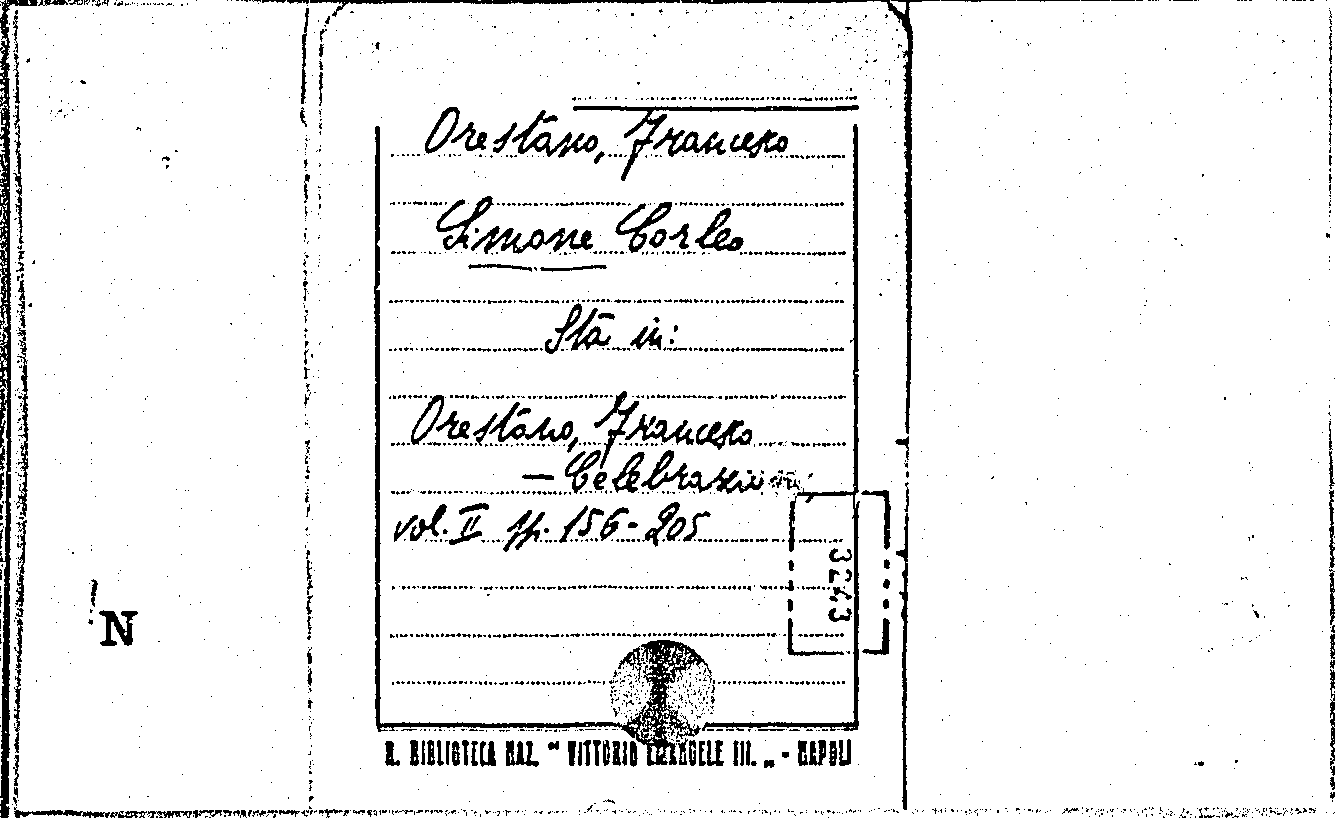 Orestano, Francesco
Simone Corleo
Sta in:
Orestano, Francesco
— Celebrazioni
vol. II pp. 156-205
3243
N
R. BIBLIOTECA NAZ. " VITTORIO EMANUELE III. „ - NAPOLI